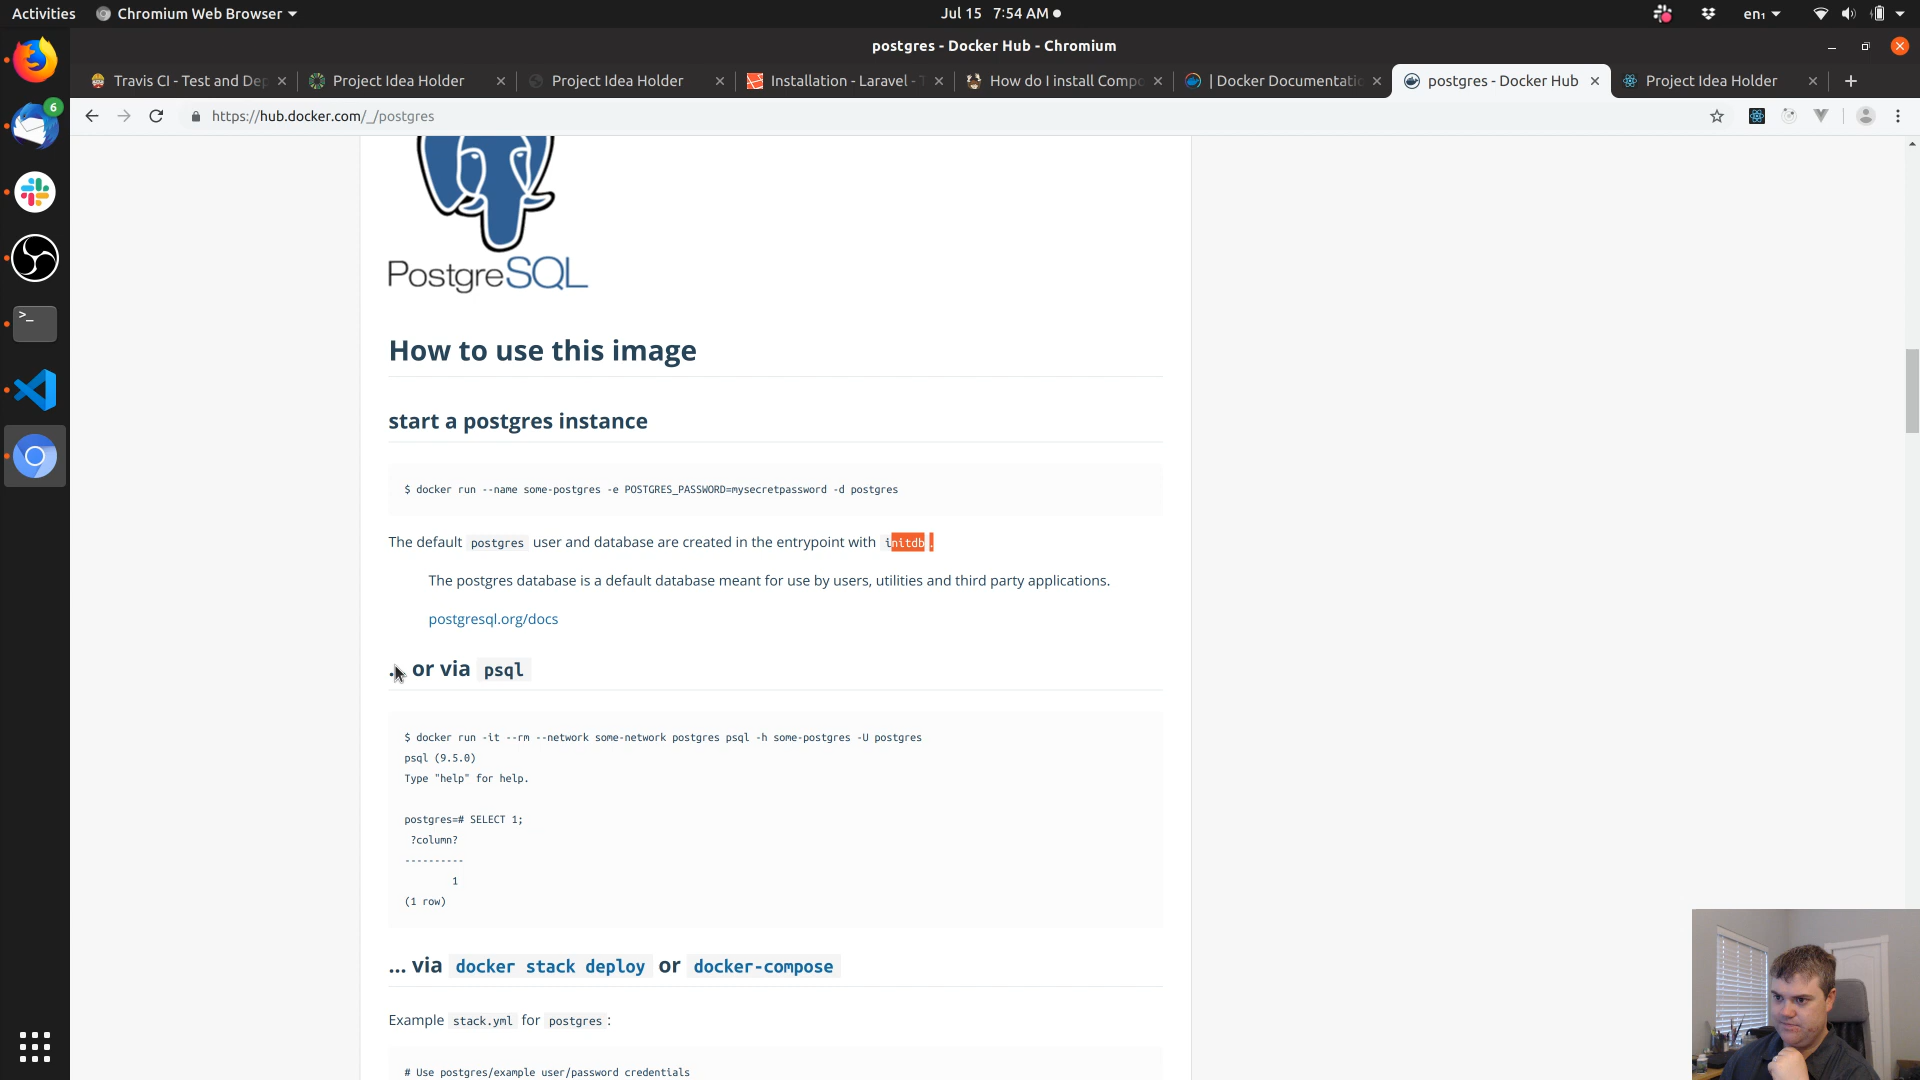 Activities
Chromium Web Browser
Jul 15 7:54 AM
en₁
postgres - Docker Hub - Chromium
6
Travis CI - Test and Dep
Project Idea Holder
Project Idea Holder
Installation - Laravel - T
How do I install Compo
| Docker Documentatio
postgres - Docker Hub
Project Idea Holder
https://hub.docker.com/_/postgres
PostgreSQL
How to use this image
start a postgres instance
$ docker run --name some-postgres -e POSTGRES_PASSWORD=mysecretpassword -d postgres
The default postgres user and database are created in the entrypoint with initdb.
The postgres database is a default database meant for use by users, utilities and third party applications.
postgresql.org/docs
... or via psql
$ docker run -it --rm --network some-network postgres psql -h some-postgres -U postgres
psql (9.5.0)
Type "help" for help.
postgres=# SELECT 1;
?column?
----------
1
(1 row)
... via docker stack deploy or docker-compose
Example stack.yml for postgres:
# Use postgres/example user/password credentials